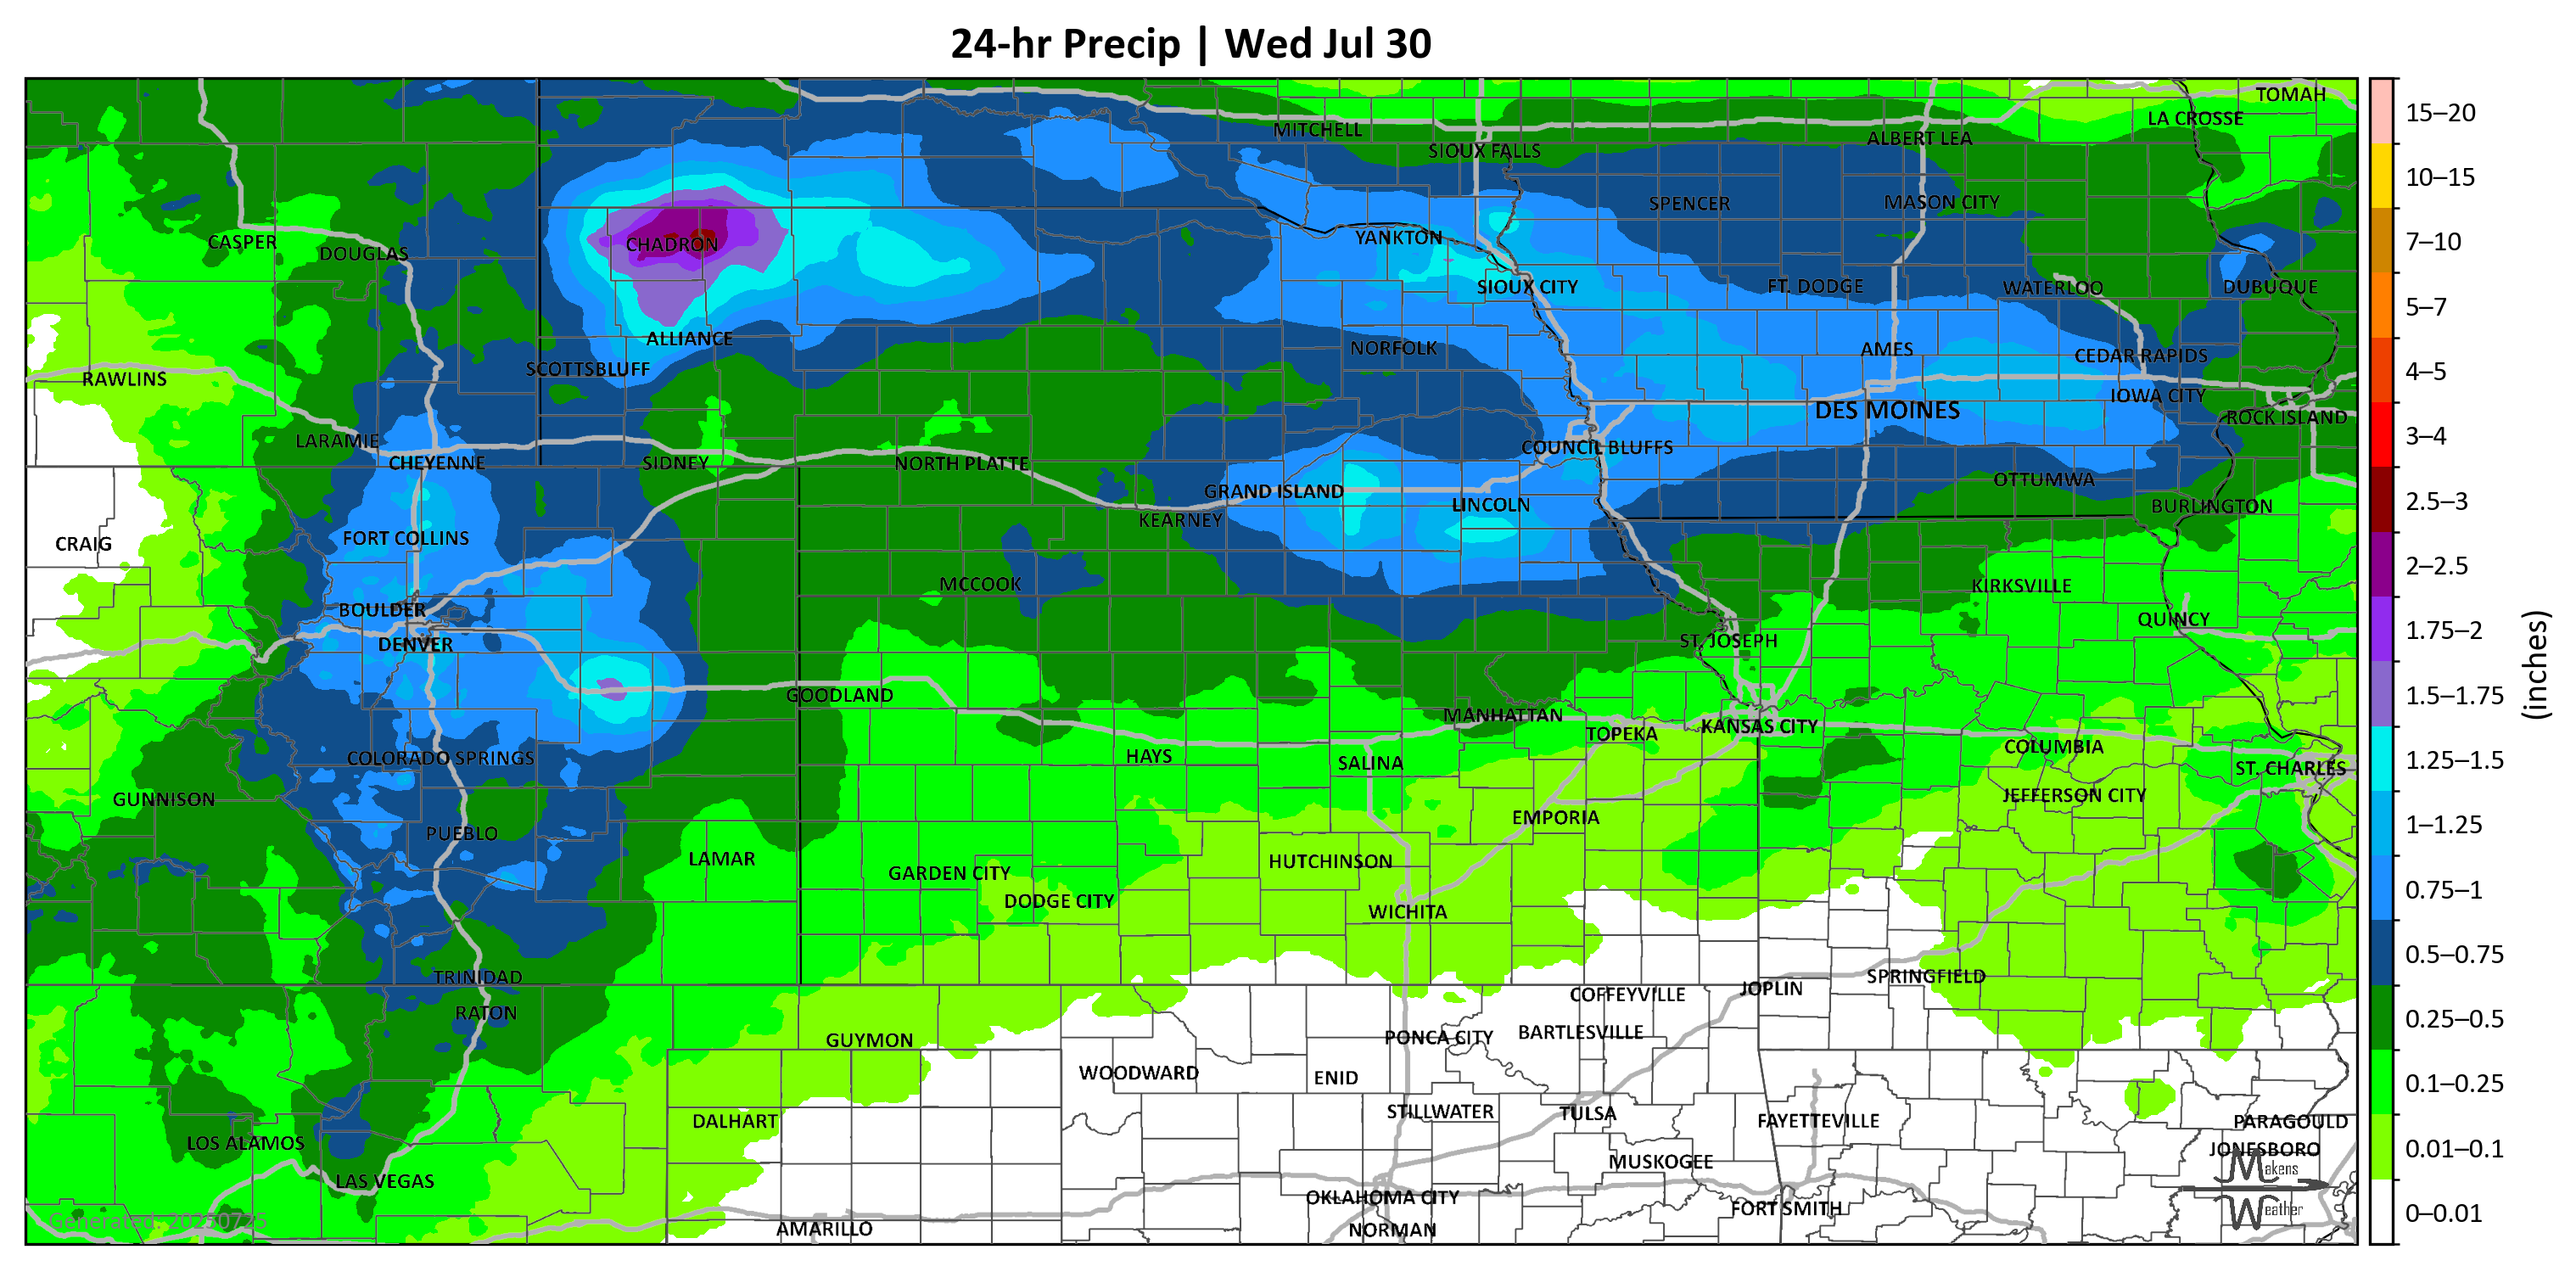 24-hr Precip | Wed Jul 30
TOMAH
LA CROSSE
MITCHELL
ALBERT LEA
SIOUX FALLS
SPENCER
MASON CITY
CASPER
DOUGLAS
CHADRON
YANKTON
SIOUX CITY
FT. DODGE
WATERLOO
DUBUQUE
ALLIANCE
NORFOLK
AMES
CEDAR RAPIDS
SCOTTSBLUFF
RAWLINS
IOWA CITY
DES MOINES
ROCK ISLAND
LARAMIE
COUNCIL BLUFFS
CHEYENNE
SIDNEY
NORTH PLATTE
OTTUMWA
GRAND ISLAND
LINCOLN
BURLINGTON
KEARNEY
CRAIG
FORT COLLINS
MCCOOK
KIRKSVILLE
BOULDER
QUINCY
DENVER
ST. JOSEPH
GOODLAND
MANHATTAN
TOPEKA
KANSAS CITY
COLUMBIA
COLORADO SPRINGS
HAYS
SALINA
ST. CHARLES
GUNNISON
JEFFERSON CITY
EMPORIA
PUEBLO
LAMAR
HUTCHINSON
GARDEN CITY
DODGE CITY
WICHITA
TRINIDAD
SPRINGFIELD
COFFEYVILLE
JOPLIN
RATON
GUYMON
PONCA CITY
BARTLESVILLE
WOODWARD
ENID
STILLWATER
TULSA
DALHART
FAYETTEVILLE
PARAGOULD
LOS ALAMOS
JONESBORO
MUSKOGEE
LAS VEGAS
OKLAHOMA CITY
FORT SMITH
AMARILLO
NORMAN
Makens
Weather
Generated: 20250725
15–20
10–15
7–10
5–7
4–5
3–4
2.5–3
2–2.5
1.75–2
1.5–1.75
1.25–1.5
1–1.25
0.75–1
0.5–0.75
0.25–0.5
0.1–0.25
0.01–0.1
0–0.01
(inches)